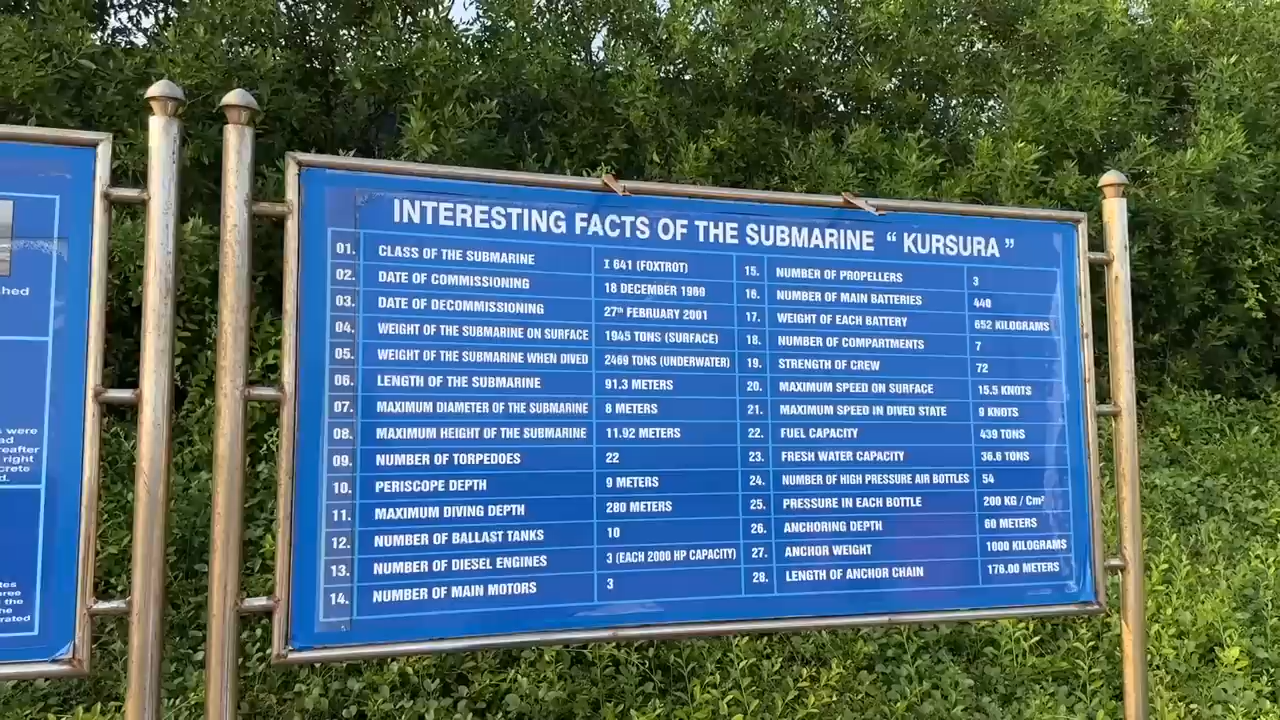 INTERESTING FACTS OF THE SUBMARINE " KURSURA "
01. CLASS OF THE SUBMARINE I 641 (FOXTROT)
02. DATE OF COMMISSIONING 18 DECEMBER 1969
03. DATE OF DECOMMISSIONING 27th FEBRUARY 2001
04. WEIGHT OF THE SUBMARINE ON SURFACE 1945 TONS (SURFACE)
05. WEIGHT OF THE SUBMARINE WHEN DIVED 2469 TONS (UNDERWATER)
06. LENGTH OF THE SUBMARINE 91.3 METERS
07. MAXIMUM DIAMETER OF THE SUBMARINE 8 METERS
08. MAXIMUM HEIGHT OF THE SUBMARINE 11.92 METERS
09. NUMBER OF TORPEDOES 22
10. PERISCOPE DEPTH 9 METERS
11. MAXIMUM DIVING DEPTH 280 METERS
12. NUMBER OF BALLAST TANKS 10
13. NUMBER OF DIESEL ENGINES 3 (EACH 2000 HP CAPACITY)
14. NUMBER OF MAIN MOTORS 3
15. NUMBER OF PROPELLERS 3
16. NUMBER OF MAIN BATTERIES 440
17. WEIGHT OF EACH BATTERY 652 KILOGRAMS
18. NUMBER OF COMPARTMENTS 7
19. STRENGTH OF CREW 72
20. MAXIMUM SPEED ON SURFACE 15.5 KNOTS
21. MAXIMUM SPEED IN DIVED STATE 9 KNOTS
22. FUEL CAPACITY 439 TONS
23. FRESH WATER CAPACITY 36.6 TONS
24. NUMBER OF HIGH PRESSURE AIR BOTTLES 54
25. PRESSURE IN EACH BOTTLE 200 KG / Cm²
26. ANCHORING DEPTH 60 METERS
27. ANCHOR WEIGHT 1000 KILOGRAMS
28. LENGTH OF ANCHOR CHAIN 176.00 METERS